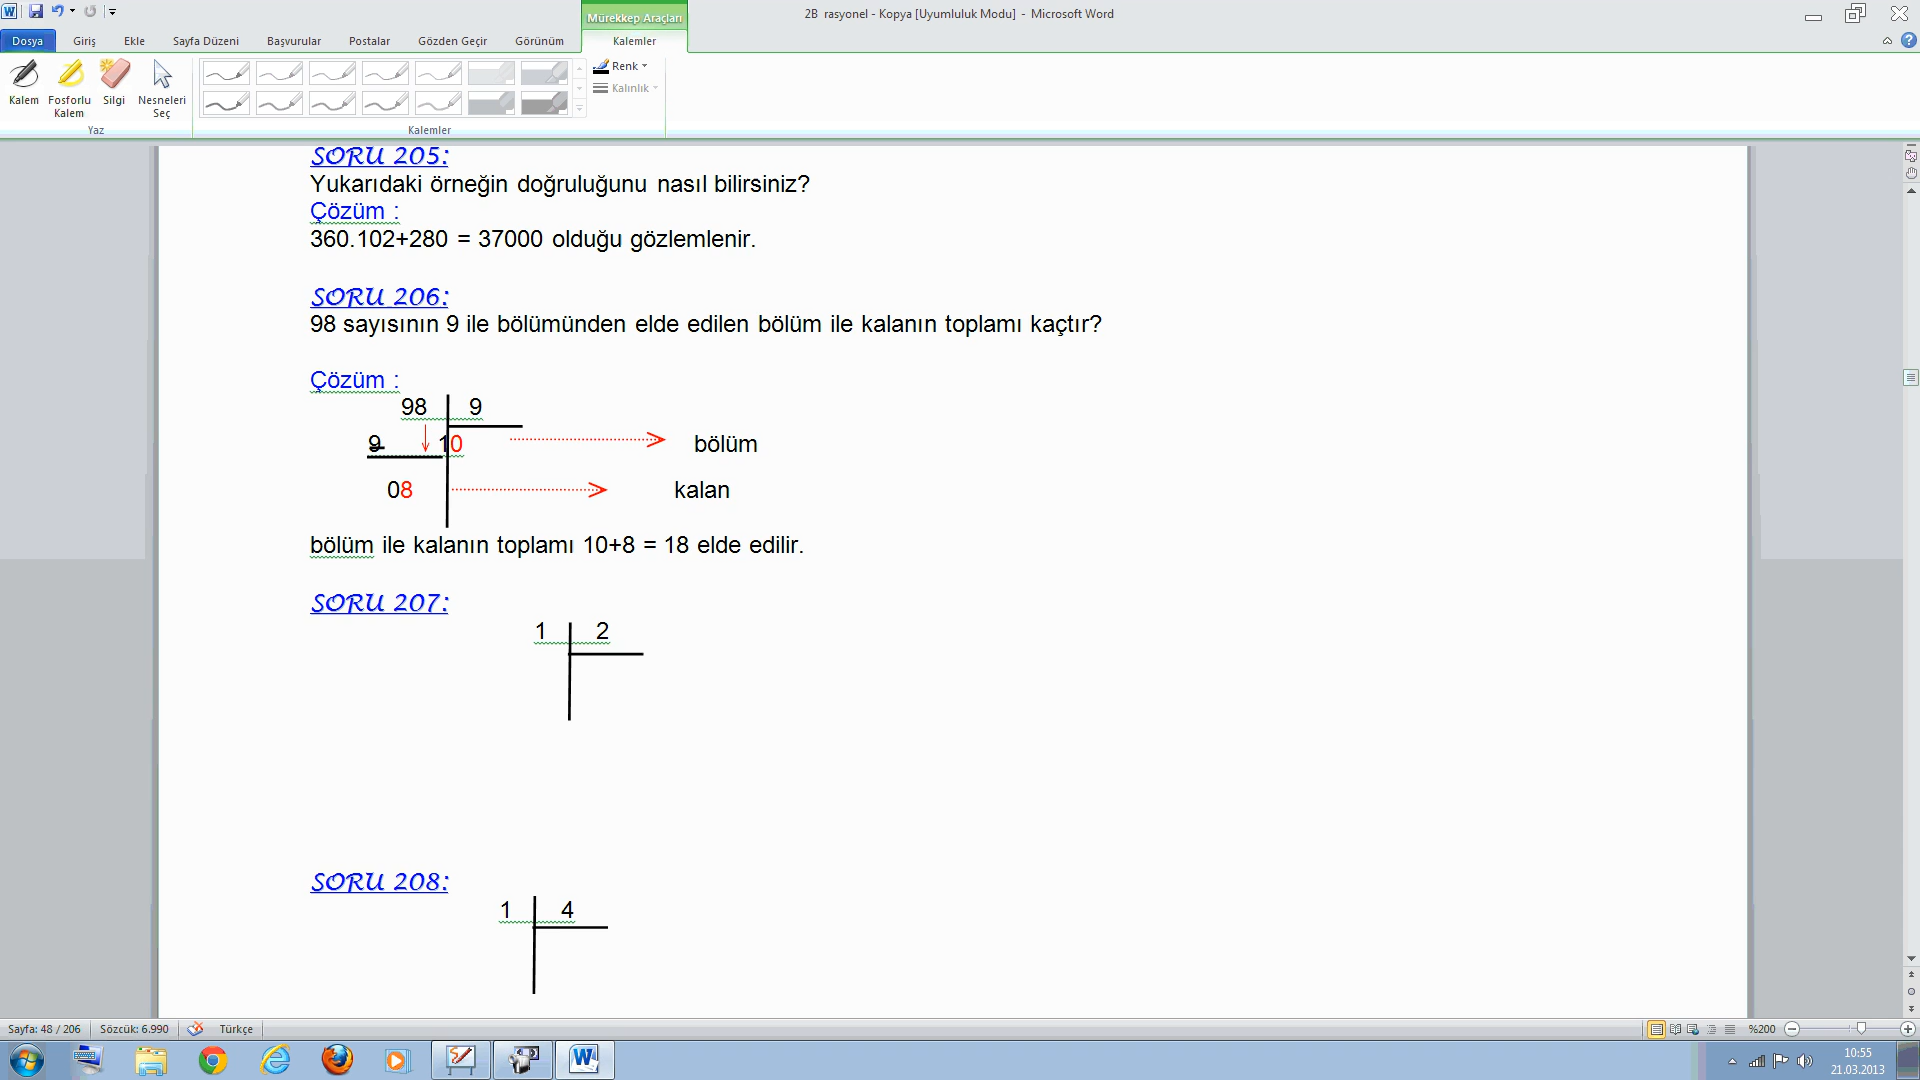 2B rasyonel - Kopya [Uyumluluk Modu] - Microsoft Word
Mürekkep Araçları
Dosya Giriş Ekle Sayfa Düzeni Başvurular Postalar Gözden Geçir Görünüm Kalemler
Kalem Fosforlu Kalem Silgi Nesneleri Seç
Renk
Kalınlık
Yaz Kalemler
SORU 205:
Yukarıdaki örneğin doğruluğunu nasıl bilirsiniz?
Çözüm :
360.102+280 = 37000 olduğu gözlemlenir.
SORU 206:
98 sayısının 9 ile bölümünden elde edilen bölüm ile kalanın toplamı kaçtır?
Çözüm :
98 9
9 10 bölüm
08 kalan
bölüm ile kalanın toplamı 10+8 = 18 elde edilir.
SORU 207:
1 2
SORU 208:
1 4
Sayfa: 48 / 206 Sözcük: 6.990 Türkçe %200
10:55
21.03.2013